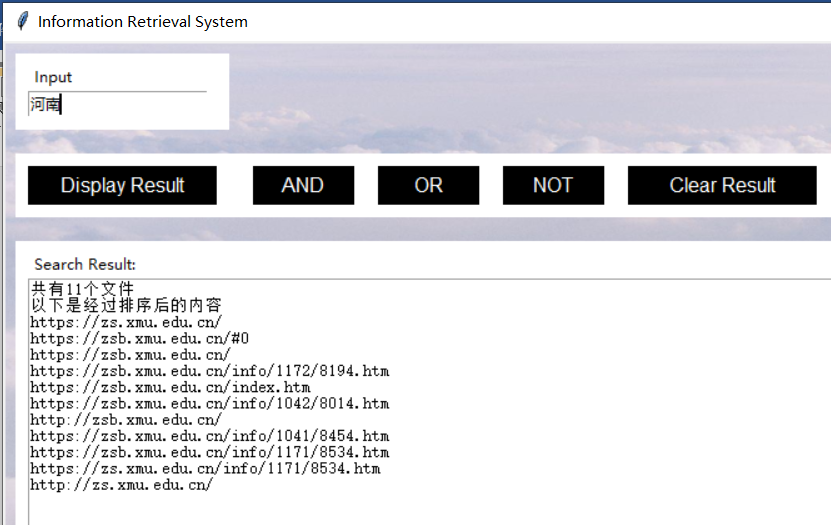 Information Retrieval System
Input
河南
Display Result AND OR NOT Clear Result
Search Result:
共有11个文件
以下是经过排序后的内容
https://zs.xmu.edu.cn/
https://zsb.xmu.edu.cn/#0
https://zsb.xmu.edu.cn/
https://zsb.xmu.edu.cn/info/1172/8194.htm
https://zsb.xmu.edu.cn/index.htm
https://zsb.xmu.edu.cn/info/1042/8014.htm
http://zsb.xmu.edu.cn/
https://zsb.xmu.edu.cn/info/1041/8454.htm
https://zsb.xmu.edu.cn/info/1171/8534.htm
https://zs.xmu.edu.cn/info/1171/8534.htm
http://zs.xmu.edu.cn/